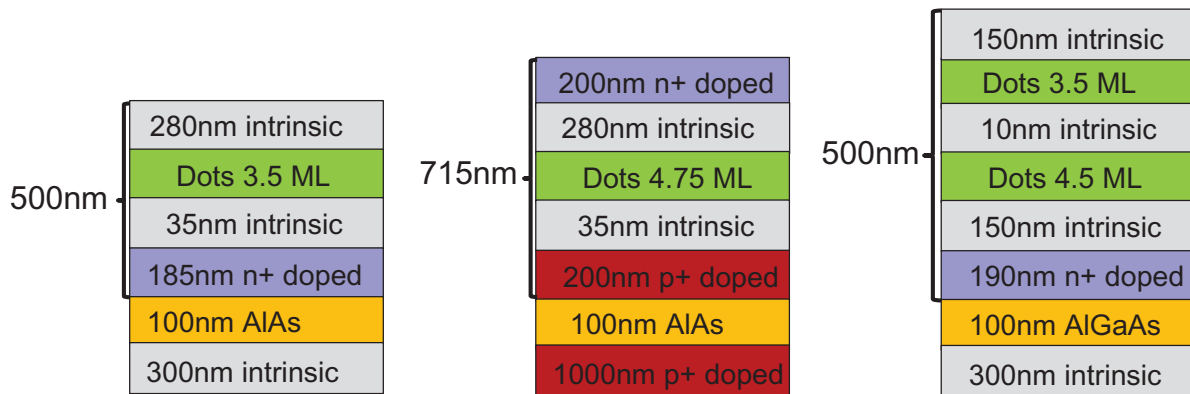 500nm
280nm intrinsic
Dots 3.5 ML
35nm intrinsic
185nm n+ doped
100nm AlAs
300nm intrinsic
715nm
200nm n+ doped
280nm intrinsic
Dots 4.75 ML
35nm intrinsic
200nm p+ doped
100nm AlAs
1000nm p+ doped
500nm
150nm intrinsic
Dots 3.5 ML
10nm intrinsic
Dots 4.5 ML
150nm intrinsic
190nm n+ doped
100nm AlGaAs
300nm intrinsic